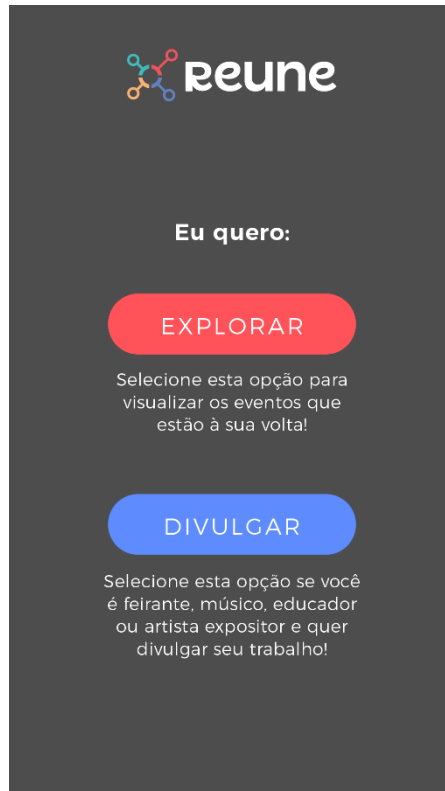 Reune
Eu quero:
EXPLORAR
Selecione esta opção para
visualizar os eventos que
estão à sua volta!
DIVULGAR
Selecione esta opção se você
é feirante, músico, educador
ou artista expositor e quer
divulgar seu trabalho!